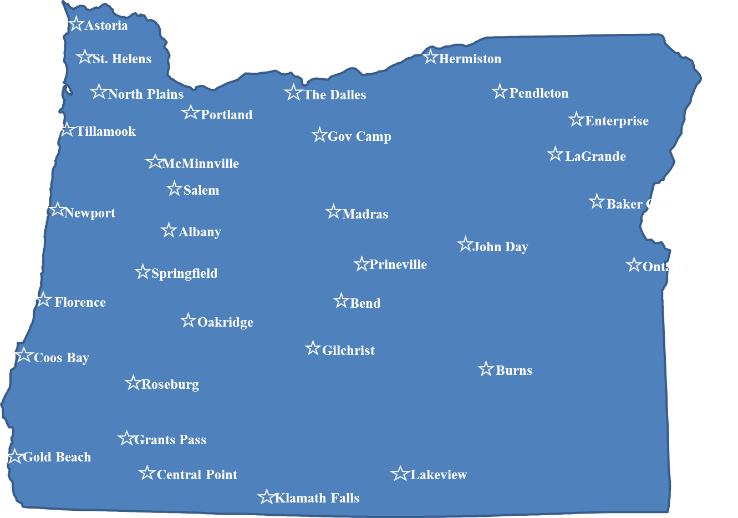 Astoria
St. Helens
Hermiston
North Plains
The Dalles
Pendleton
Portland
Enterprise
Tillamook
Gov Camp
McMinnville
LaGrande
Salem
Baker
Newport
Madras
Albany
John Day
Prineville
Springfield
Florence
Bend
Oakridge
Gilchrist
Coos Bay
Burns
Roseburg
Grants Pass
Gold Beach
Central Point
Lakeview
Klamath Falls